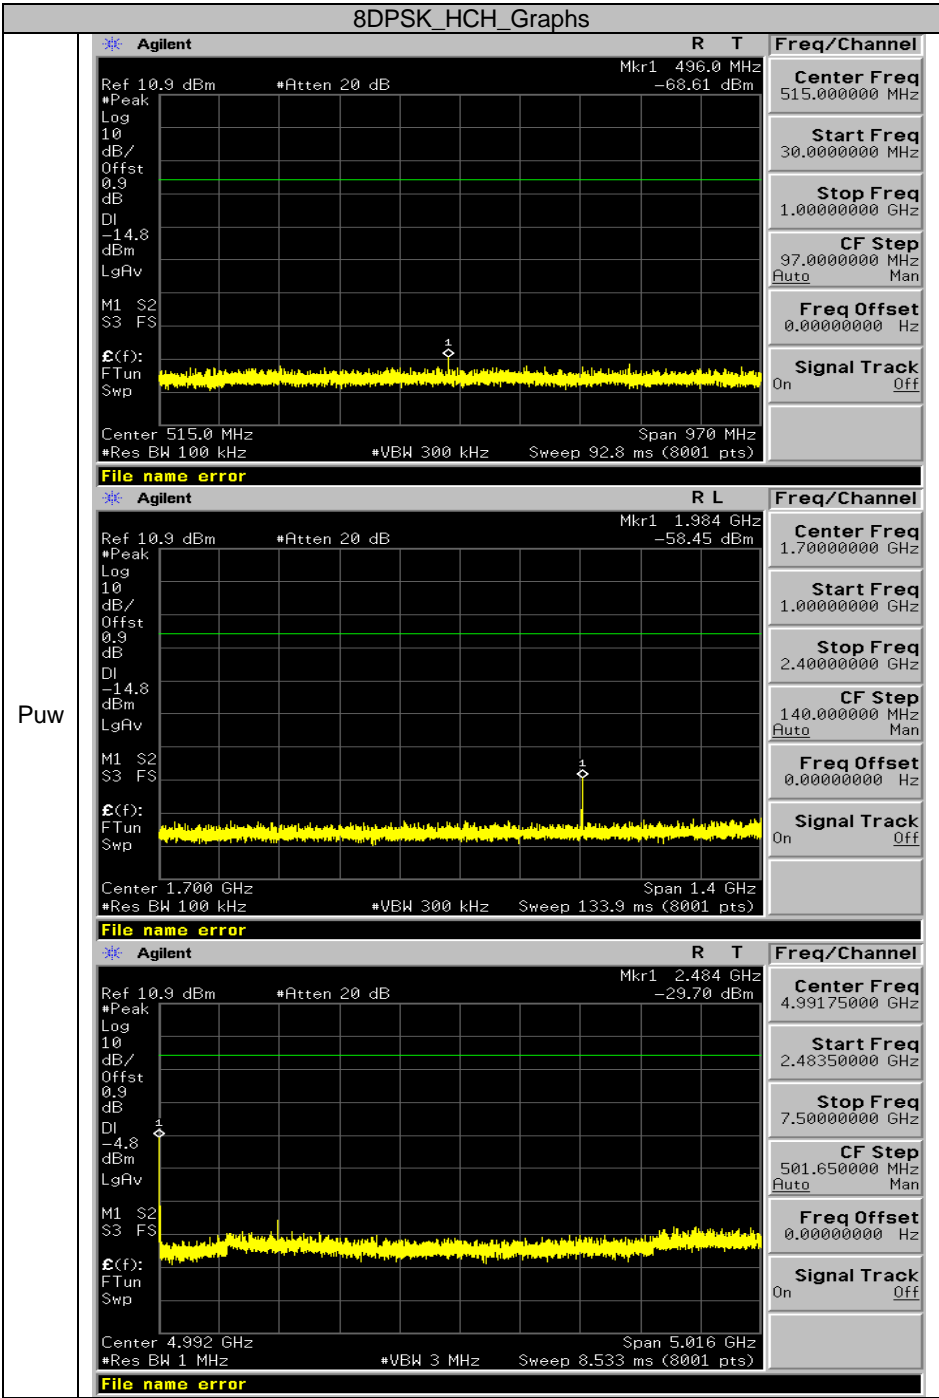 8DPSK_HCH_Graphs
Puw
Agilent R T Freq/Channel
Mkr1 496.0 MHz
Ref 10.9 dBm #Atten 20 dB -68.61 dBm
#Peak
Log
10
dB/
Offst
0.9
dB
DI
-14.8
dBm
LgAv
M1 S2
S3 FS
£(f):
FTun
Swp
1
Center 515.0 MHz Span 970 MHz
#Res BW 100 kHz #VBW 300 kHz Sweep 92.8 ms (8001 pts)
File name error
Center Freq
515.000000 MHz
Start Freq
30.0000000 MHz
Stop Freq
1.00000000 GHz
CF Step
97.0000000 MHz
Auto Man
Freq Offset
0.00000000 Hz
Signal Track
On Off
Agilent R L Freq/Channel
Mkr1 1.984 GHz
Ref 10.9 dBm #Atten 20 dB -58.45 dBm
#Peak
Log
10
dB/
Offst
0.9
dB
DI
-14.8
dBm
LgAv
M1 S2
S3 FS
£(f):
FTun
Swp
1
Center 1.700 GHz Span 1.4 GHz
#Res BW 100 kHz #VBW 300 kHz Sweep 133.9 ms (8001 pts)
File name error
Center Freq
1.70000000 GHz
Start Freq
1.00000000 GHz
Stop Freq
2.40000000 GHz
CF Step
140.000000 MHz
Auto Man
Freq Offset
0.00000000 Hz
Signal Track
On Off
Agilent R T Freq/Channel
Mkr1 2.484 GHz
Ref 10.9 dBm #Atten 20 dB -29.70 dBm
#Peak
Log
10
dB/
Offst
0.9
dB
DI
-4.8
dBm
LgAv
M1 S2
S3 FS
£(f):
FTun
Swp
1
Center 4.992 GHz Span 5.016 GHz
#Res BW 1 MHz #VBW 3 MHz Sweep 8.533 ms (8001 pts)
File name error
Center Freq
4.99175000 GHz
Start Freq
2.48350000 GHz
Stop Freq
7.50000000 GHz
CF Step
501.650000 MHz
Auto Man
Freq Offset
0.00000000 Hz
Signal Track
On Off